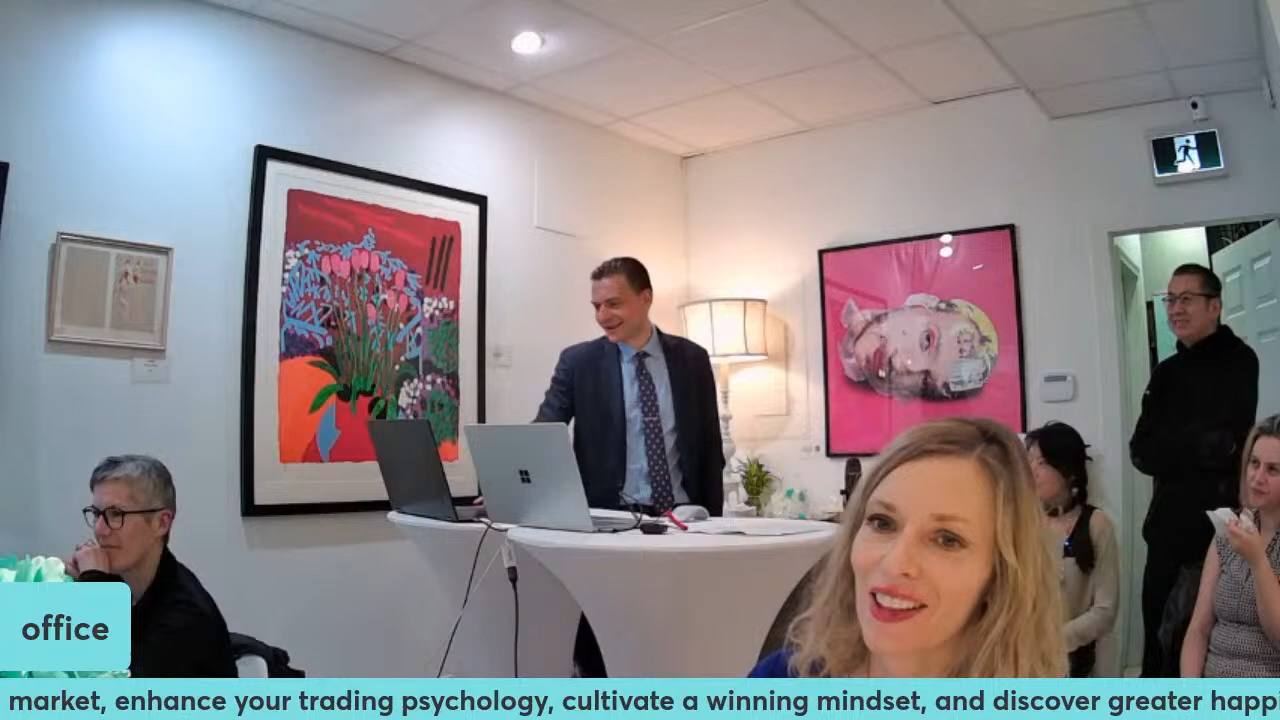 office
market, enhance your trading psychology, cultivate a winning mindset, and discover greater happ